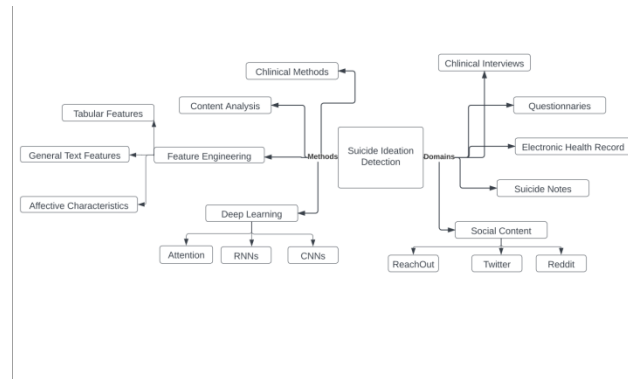 Chlinical Interviews
Chlinical Methods
Content Analysis
Questionnaries
Tabular Features
General Text Features
Feature Engineering
Methods
Suicide Ideation
Detection
Domains
Electronic Health Record
Suicide Notes
Affective Characteristics
Deep Learning
Social Content
Attention
RNNs
CNNs
ReachOut
Twitter
Reddit